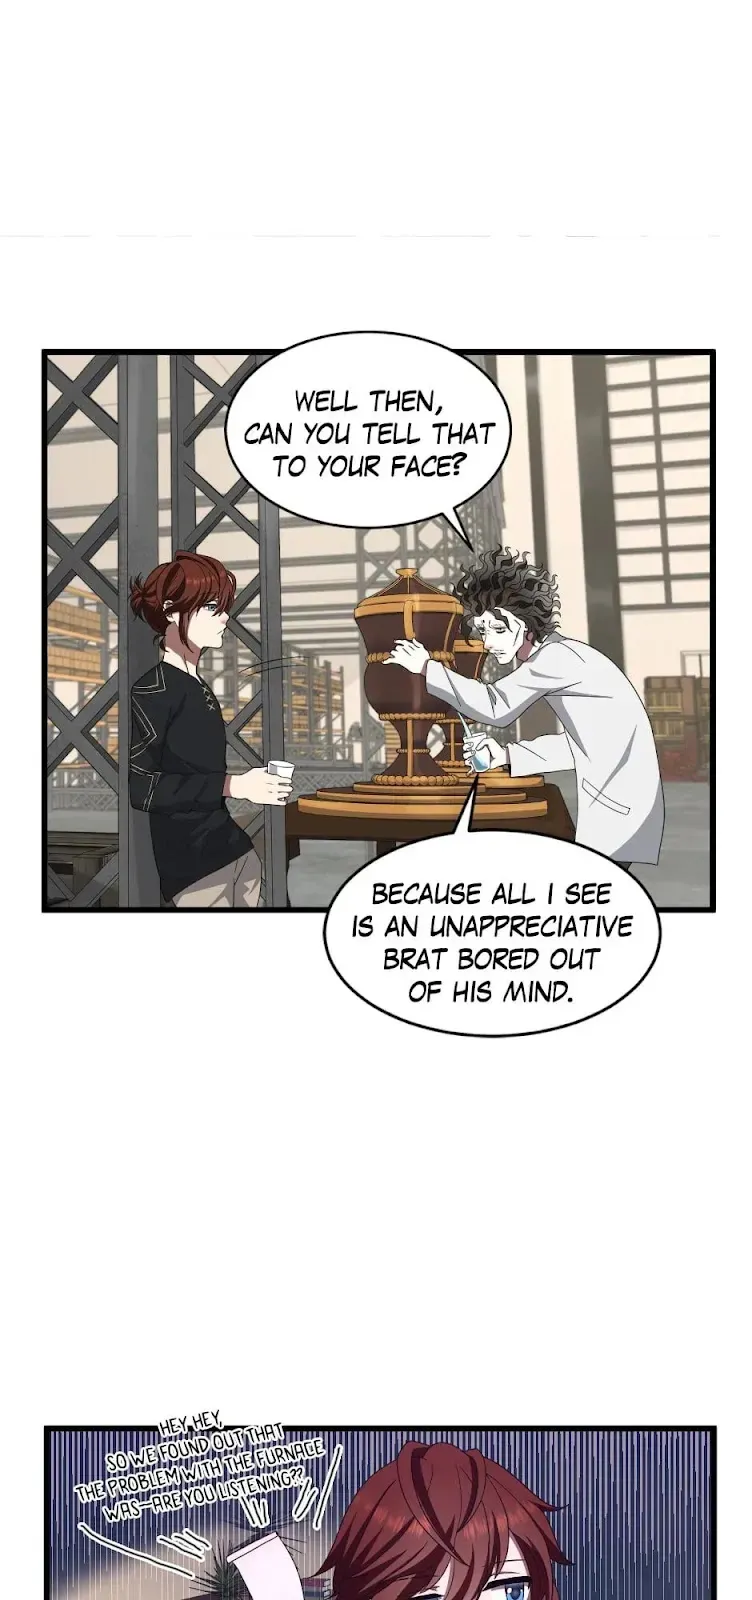 WELL THEN,
CAN YOU TELL THAT
TO YOUR FACE?
BECAUSE ALL I SEE
IS AN UNAPPRECIATIVE
BRAT BORED OUT
OF HIS MIND.
HEY HEY,
SO WE FOUND OUT THAT
THE PROBLEM WITH THE FURNACE
WAS—ARE YOU LISTENING??